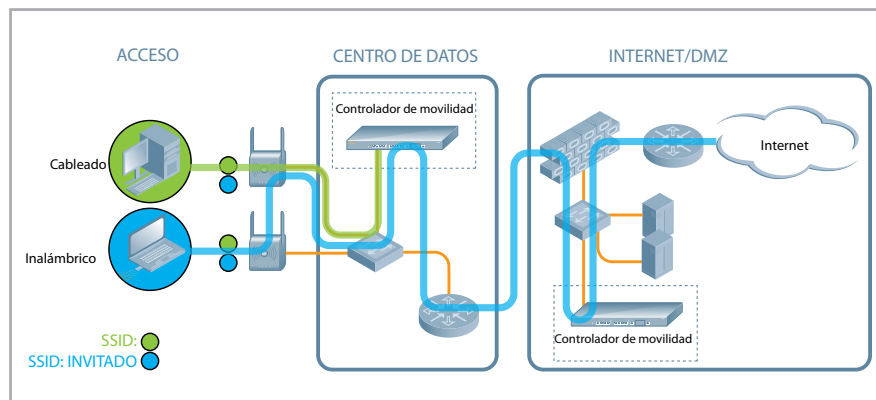 ACCESO
CENTRO DE DATOS
INTERNET/DMZ
Controlador de movilidad
Cableado
Internet
Inalámbrico
Controlador de movilidad
SSID:
SSID: INVITADO